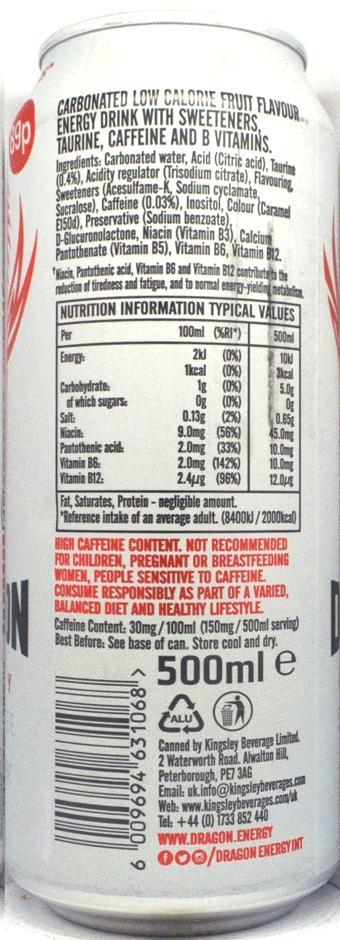 89p
CARBONATED LOW CALORIE FRUIT FLAVOUR
ENERGY DRINK WITH SWEETENERS,
TAURINE, CAFFEINE AND B VITAMINS.
Ingredients: Carbonated water, Acid (Citric acid), Taurine
(0.4%), Acidity regulator (Trisodium citrate), Flavouring,
Sweeteners (Acesulfame-K, Sodium cyclamate,
Sucralose), Caffeine (0.03%), Inositol, Colour (Caramel
E150d), Preservative (Sodium benzoate),
D-Glucuronolactone, Niacin (Vitamin B3), Calcium
Pantothenate (Vitamin B5), Vitamin B6, Vitamin B12.
†Niacin, Pantothenic acid, Vitamin B6 and Vitamin B12 contribute to the
reduction of tiredness and fatigue, and to normal energy-yielding metabolism.
NUTRITION INFORMATION TYPICAL VALUES
Per 100ml (%RI*) 500ml
Energy: 2kJ (0%) 10kJ
1kcal (0%) 3kcal
Carbohydrate: 1g (0%) 5.0g
of which sugars: 0g (0%) 0g
Salt: 0.13g (2%) 0.65g
Niacin: 9.0mg (56%) 45.0mg
Pantothenic acid: 2.0mg (33%) 10.0mg
Vitamin B6: 2.0mg (142%) 10.0mg
Vitamin B12: 2.4µg (96%) 12.0µg
Fat, Saturates, Protein - negligible amount.
*Reference intake of an average adult. (8400kJ / 2000kcal)
HIGH CAFFEINE CONTENT. NOT RECOMMENDED
FOR CHILDREN, PREGNANT OR BREASTFEEDING
WOMEN, PEOPLE SENSITIVE TO CAFFEINE.
CONSUME RESPONSIBLY AS PART OF A VARIED,
BALANCED DIET AND HEALTHY LIFESTYLE.
Caffeine Content: 30mg/100ml (150mg/500ml serving)
Best Before: See base of can. Store cool and dry.
500ml e
ALU
Canned by Kingsley Beverage Limited.
2 Waterworth Road. Alwalton Hill,
Peterborough, PE7 3AG
Email: uk.info@kingsleybeverages.com
Web: www.kingsleybeverages.com/uk
Tel: +44 (0) 1733 852 440
WWW.DRAGON.ENERGY
/DRAGONENERGYINT
6 009694 631068 >